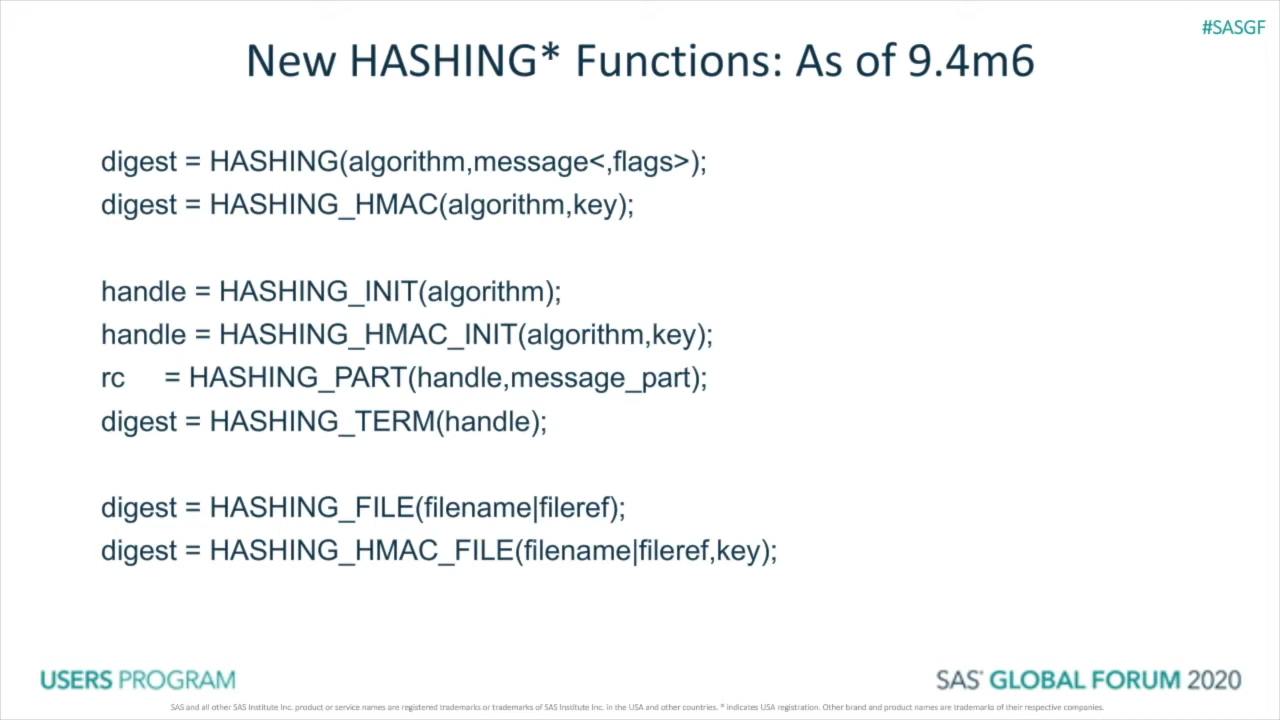 #SASGF
New HASHING* Functions: As of 9.4m6
digest = HASHING(algorithm,message<,flags>);
digest = HASHING_HMAC(algorithm,key);
handle = HASHING_INIT(algorithm);
handle = HASHING_HMAC_INIT(algorithm,key);
rc = HASHING_PART(handle,message_part);
digest = HASHING_TERM(handle);
digest = HASHING_FILE(filename|fileref);
digest = HASHING_HMAC_FILE(filename|fileref,key);
USERS PROGRAM
SAS® GLOBAL FORUM 2020
SAS and all other SAS Institute Inc. product or service names are registered trademarks or trademarks of SAS Institute Inc. in the USA and other countries. ® indicates USA registration. Other brand and product names are trademarks of their respective companies.